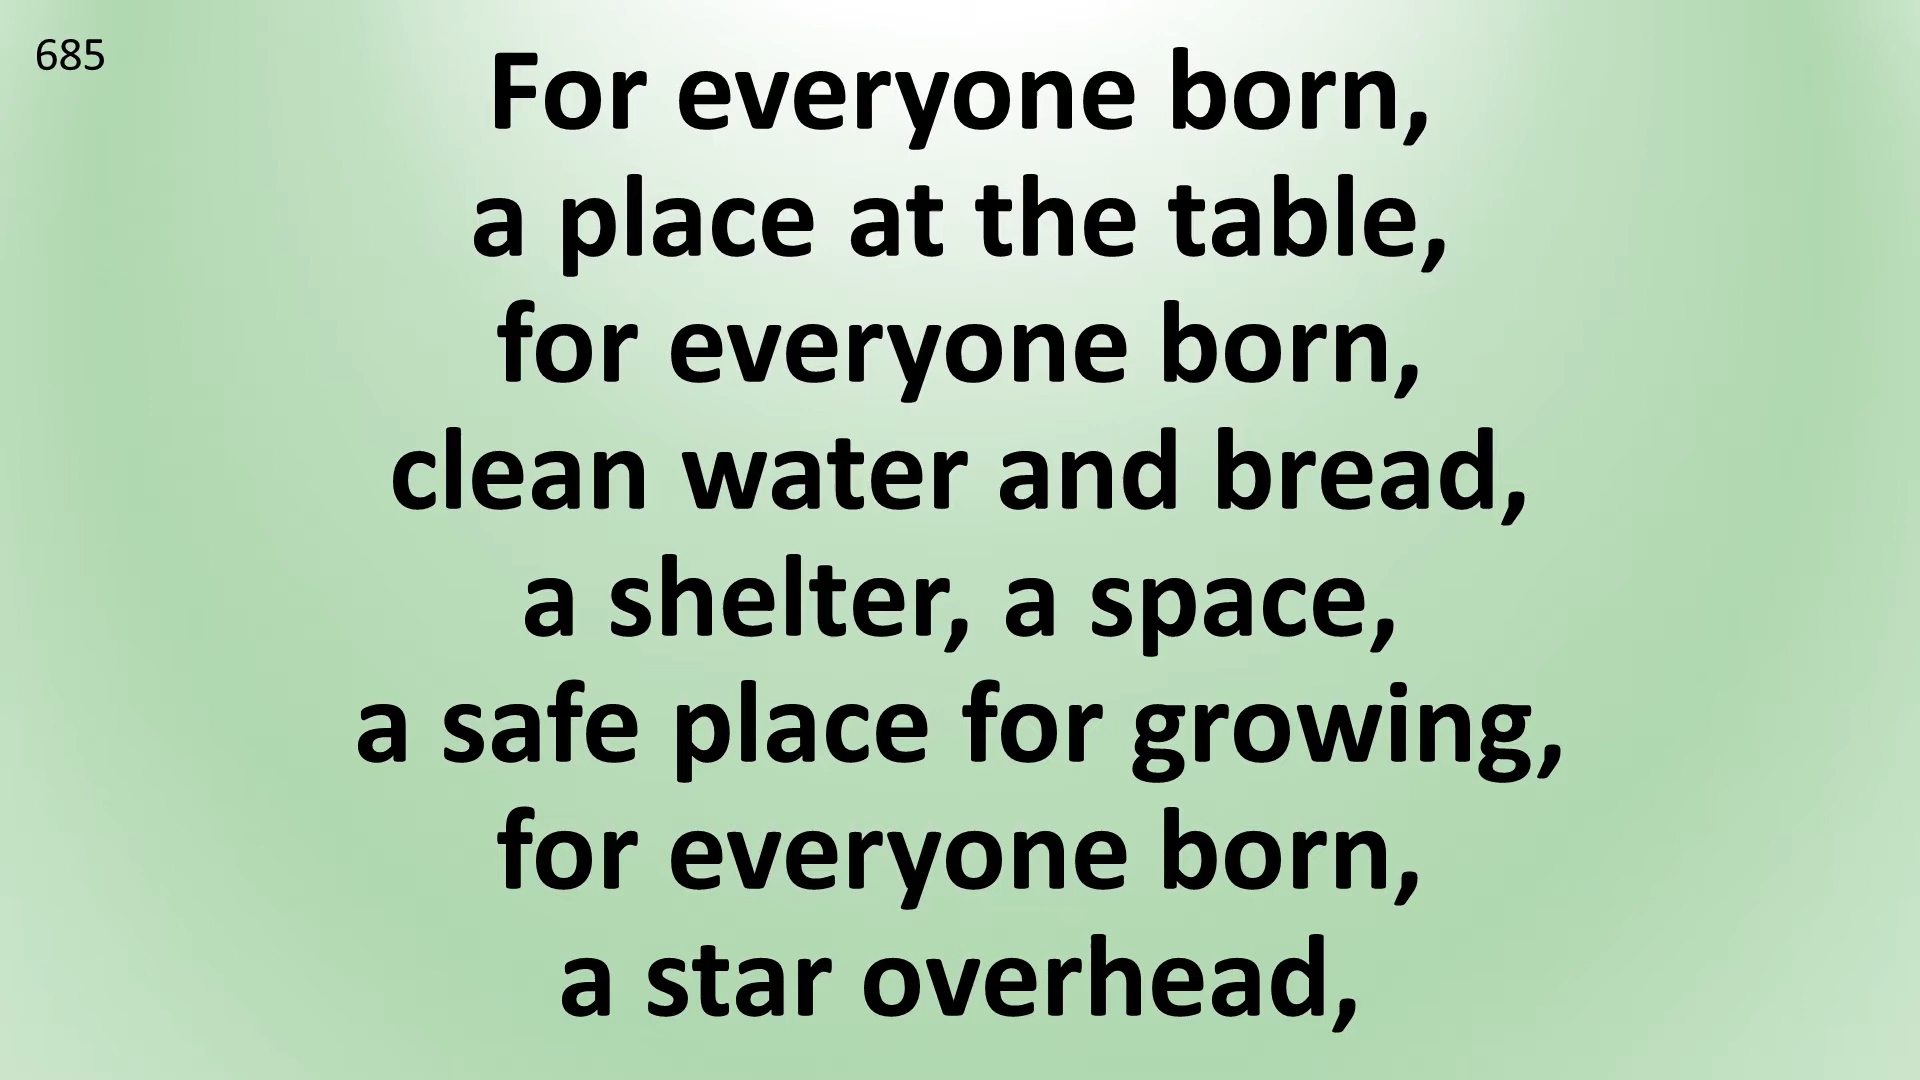 685
For everyone born,
a place at the table,
for everyone born,
clean water and bread,
a shelter, a space,
a safe place for growing,
for everyone born,
a star overhead,